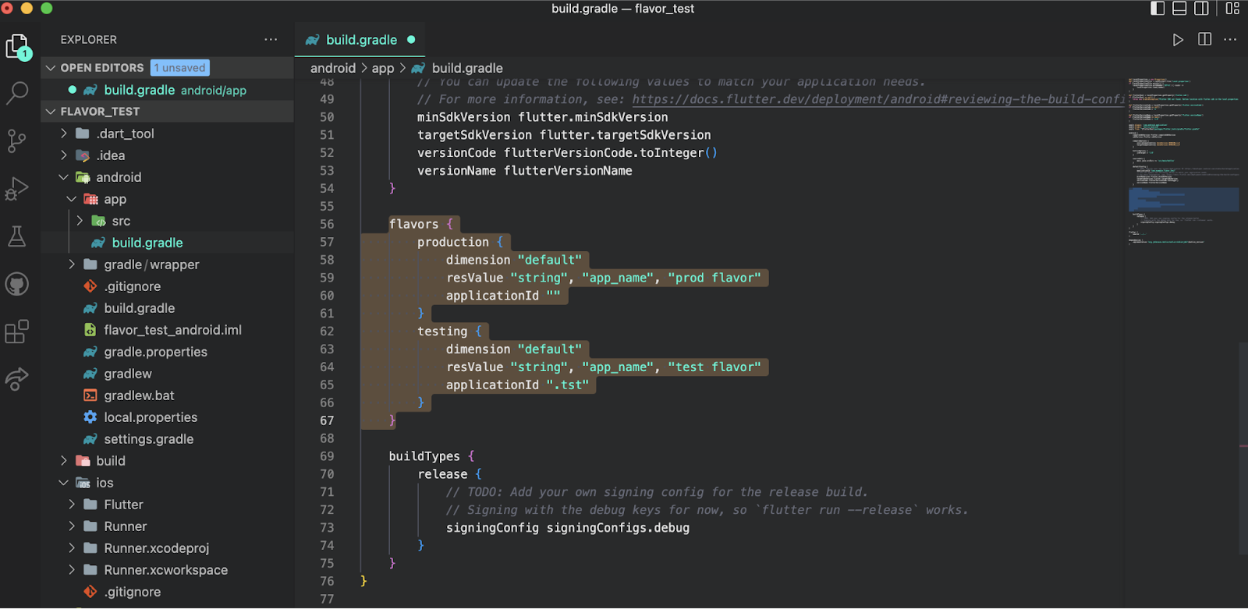 build.gradle — flavor_test
EXPLORER
OPEN EDITORS 1 unsaved
build.gradle android/app
FLAVOR_TEST
.dart_tool
.idea
android
app
src
build.gradle
gradle/wrapper
.gitignore
build.gradle
flavor_test_android.iml
gradle.properties
gradlew
gradlew.bat
local.properties
settings.gradle
build
ios
Flutter
Runner
Runner.xcodeproj
Runner.xcworkspace
.gitignore
1
build.gradle
android > app > build.gradle
48 // You can update the following values to match your application needs.
49 // For more information, see: https://docs.flutter.dev/deployment/android#reviewing-the-build-confi
50 minSdkVersion flutter.minSdkVersion
51 targetSdkVersion flutter.targetSdkVersion
52 versionCode flutterVersionCode.toInteger()
53 versionName flutterVersionName
54 }
55
56 flavors {
57 production {
58 dimension "default"
59 resValue "string", "app_name", "prod flavor"
60 applicationId ""
61 }
62 testing {
63 dimension "default"
64 resValue "string", "app_name", "test flavor"
65 applicationId ".tst"
66 }
67 }
68
69 buildTypes {
70 release {
71 // TODO: Add your own signing config for the release build.
72 // Signing with the debug keys for now, so `flutter run --release` works.
73 signingConfig signingConfigs.debug
74 }
75 }
76 }
77